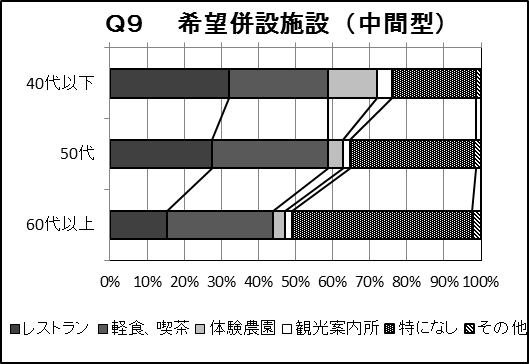 Q9 希望併設施設（中間型）
40代以下
50代
60代以上
0% 10% 20% 30% 40% 50% 60% 70% 80% 90% 100%
レストラン 軽食、喫茶 体験農園 観光案内所 特になし その他